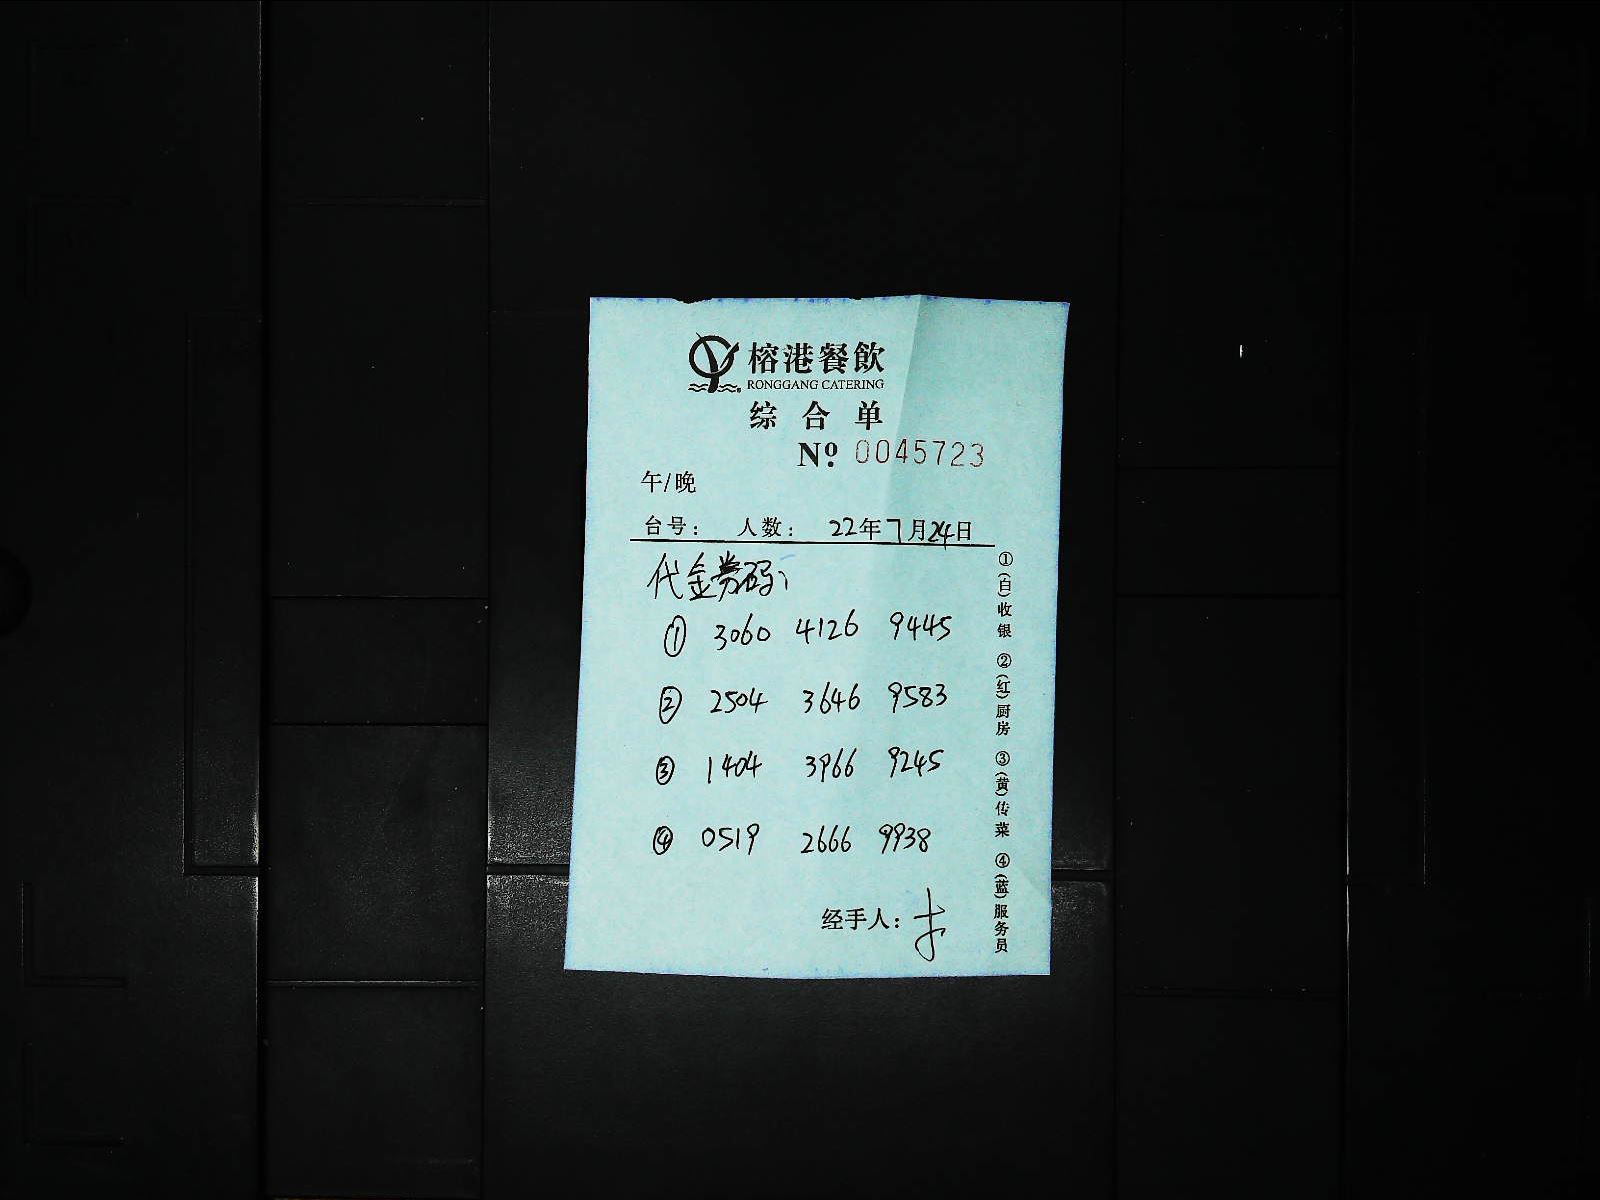 榕港餐飲
RONGGANG CATERING
综合单
Nº 0045723
午/晚
台号： 人数： 22年7月24日
代金券码：
① 3060 4126 9445
② 2504 3646 9583
③ 1404 3966 9245
④ 0519 2666 9938
经手人：
①(白)收银 ②(红)厨房 ③(黄)传菜 ④(蓝)服务员